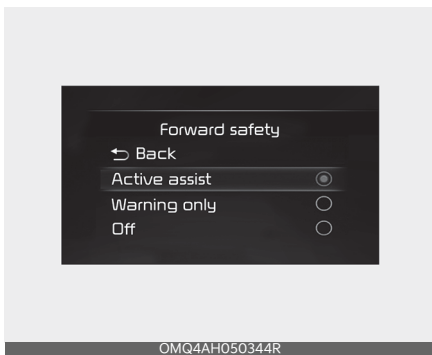 Forward safety
Back
Active assist
Warning only
Off
OMQ4AH050344R